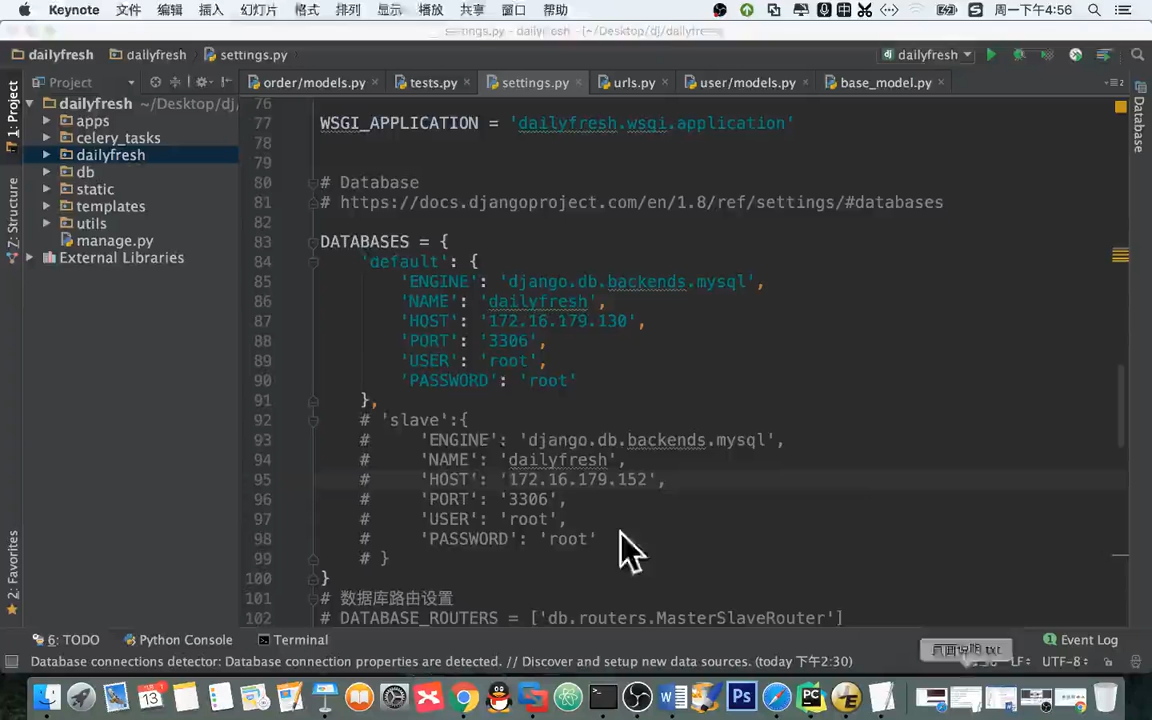 Keynote 文件 编辑 插入 幻灯片 格式 排列 显示 播放 共享 窗口 帮助 周一下午4:56
settings.py - dailyfresh - [~/Desktop/dj/dailyfre
dailyfresh dailyfresh settings.py dailyfresh
Project order/models.py tests.py settings.py urls.py user/models.py base_model.py
1: Project
Z: Structure
2: Favorites
Database
dailyfresh ~/Desktop/dj/
apps
celery_tasks
dailyfresh
db
static
templates
utils
manage.py
External Libraries
76
77 WSGI_APPLICATION = 'dailyfresh.wsgi.application'
78
79
80 # Database
81 # https://docs.djangoproject.com/en/1.8/ref/settings/#databases
82
83 DATABASES = {
84 'default': {
85 'ENGINE': 'django.db.backends.mysql',
86 'NAME': 'dailyfresh',
87 'HOST': '172.16.179.130',
88 'PORT': '3306',
89 'USER': 'root',
90 'PASSWORD': 'root'
91 },
92 # 'slave':{
93 # 'ENGINE': 'django.db.backends.mysql',
94 # 'NAME': 'dailyfresh',
95 # 'HOST': '172.16.179.152',
96 # 'PORT': '3306',
97 # 'USER': 'root',
98 # 'PASSWORD': 'root'
99 # }
100 }
101 # 数据库路由设置
102 # DATABASE_ROUTERS = ['db.routers.MasterSlaveRouter']
6: TODO Python Console Terminal Event Log
Database connections detector: Database connection properties are detected. // Discover and setup new data sources. (today 下午2:30) LF÷ UTF-8÷
13
Ps
PC